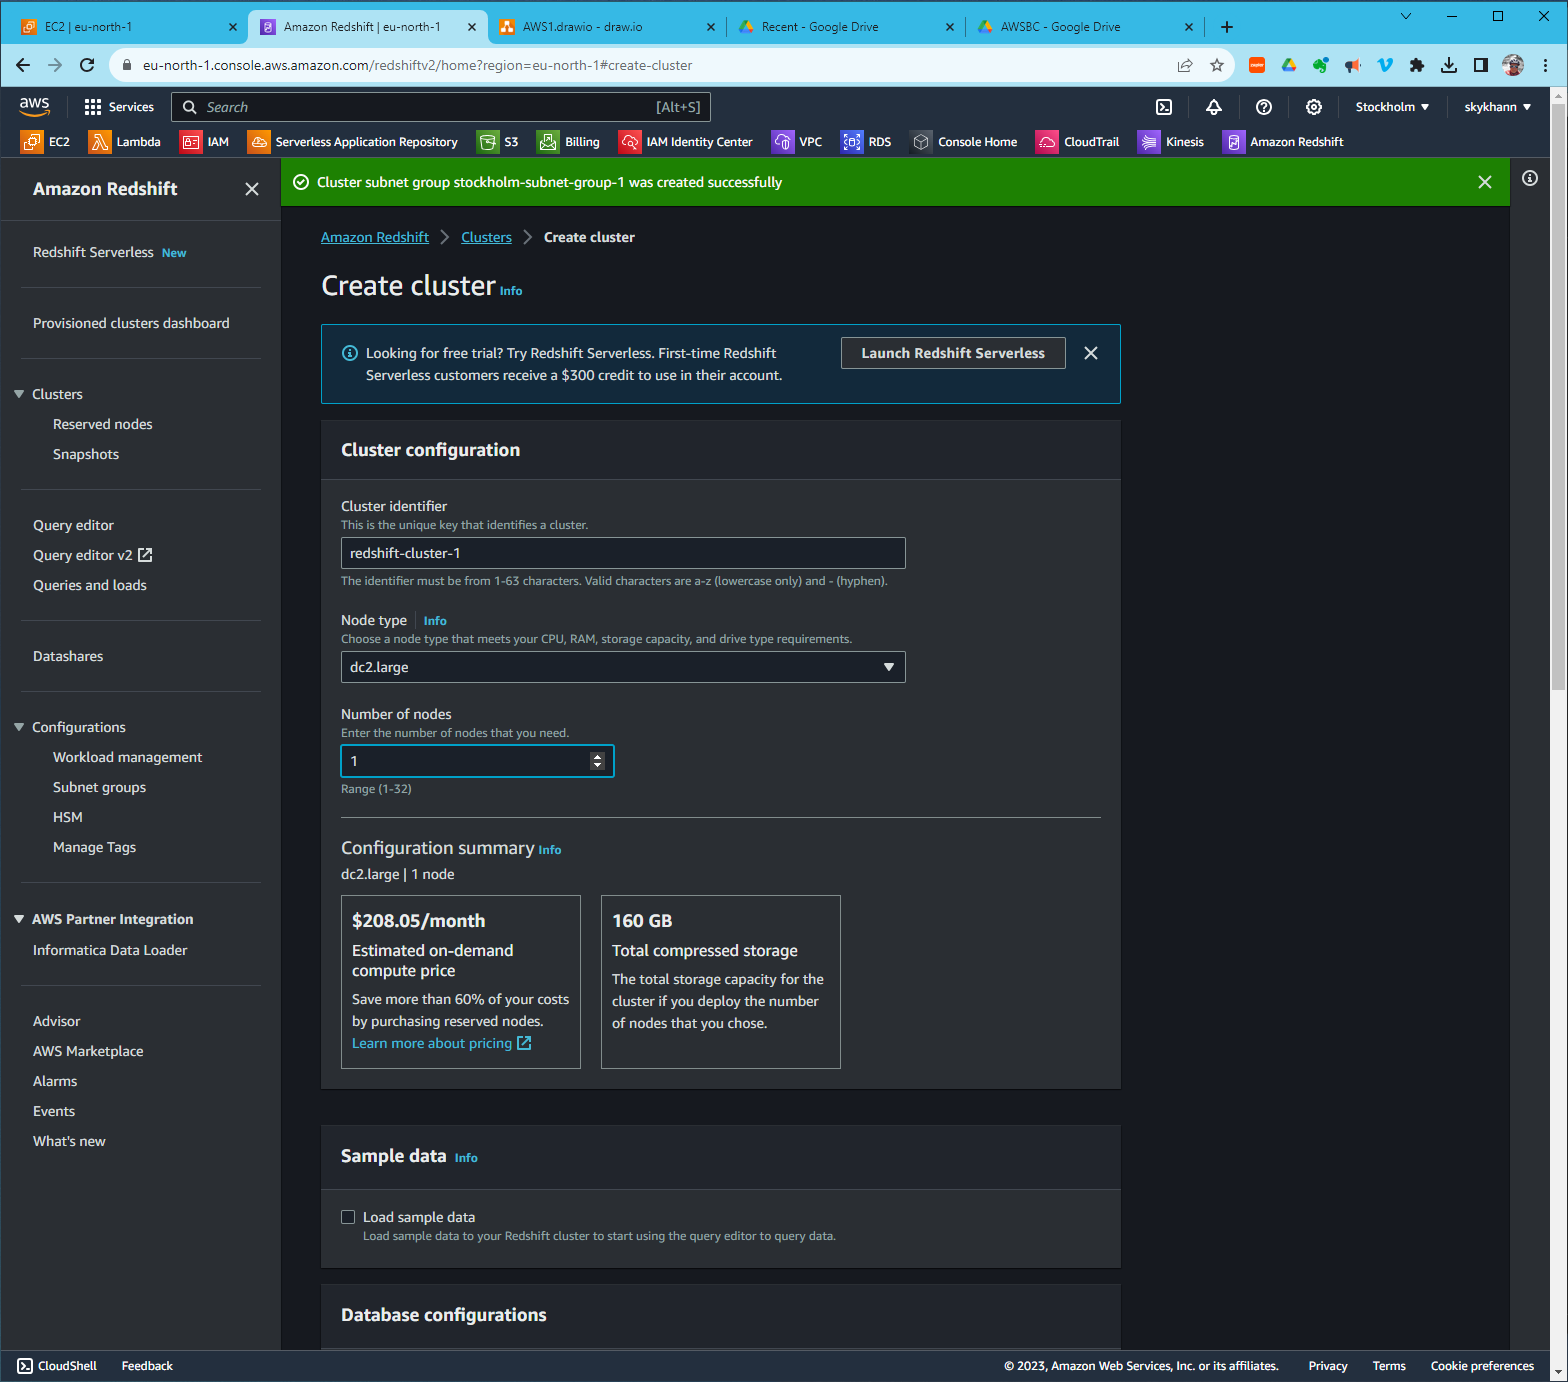 EC2 | eu-north-1
Amazon Redshift | eu-north-1
AWS1.drawio - draw.io
Recent - Google Drive
AWSBC - Google Drive
eu-north-1.console.aws.amazon.com/redshiftv2/home?region=eu-north-1#create-cluster
aws
Services
Search
[Alt+S]
Stockholm
skykhann
EC2
Lambda
IAM
Serverless Application Repository
S3
Billing
IAM Identity Center
VPC
RDS
Console Home
CloudTrail
Kinesis
Amazon Redshift
Amazon Redshift
Redshift Serverless New
Provisioned clusters dashboard
Clusters
Reserved nodes
Snapshots
Query editor
Query editor v2
Queries and loads
Datashares
Configurations
Workload management
Subnet groups
HSM
Manage Tags
AWS Partner Integration
Informatica Data Loader
Advisor
AWS Marketplace
Alarms
Events
What's new
Cluster subnet group stockholm-subnet-group-1 was created successfully
Amazon Redshift
Clusters
Create cluster
Create cluster Info
Looking for free trial? Try Redshift Serverless. First-time Redshift
Serverless customers receive a $300 credit to use in their account.
Launch Redshift Serverless
Cluster configuration
Cluster identifier
This is the unique key that identifies a cluster.
redshift-cluster-1
The identifier must be from 1-63 characters. Valid characters are a-z (lowercase only) and - (hyphen).
Node type Info
Choose a node type that meets your CPU, RAM, storage capacity, and drive type requirements.
dc2.large
Number of nodes
Enter the number of nodes that you need.
1
Range (1-32)
Configuration summary Info
dc2.large | 1 node
$208.05/month
Estimated on-demand
compute price
Save more than 60% of your costs
by purchasing reserved nodes.
Learn more about pricing
160 GB
Total compressed storage
The total storage capacity for the
cluster if you deploy the number
of nodes that you chose.
Sample data Info
Load sample data
Load sample data to your Redshift cluster to start using the query editor to query data.
Database configurations
CloudShell
Feedback
© 2023, Amazon Web Services, Inc. or its affiliates.
Privacy
Terms
Cookie preferences